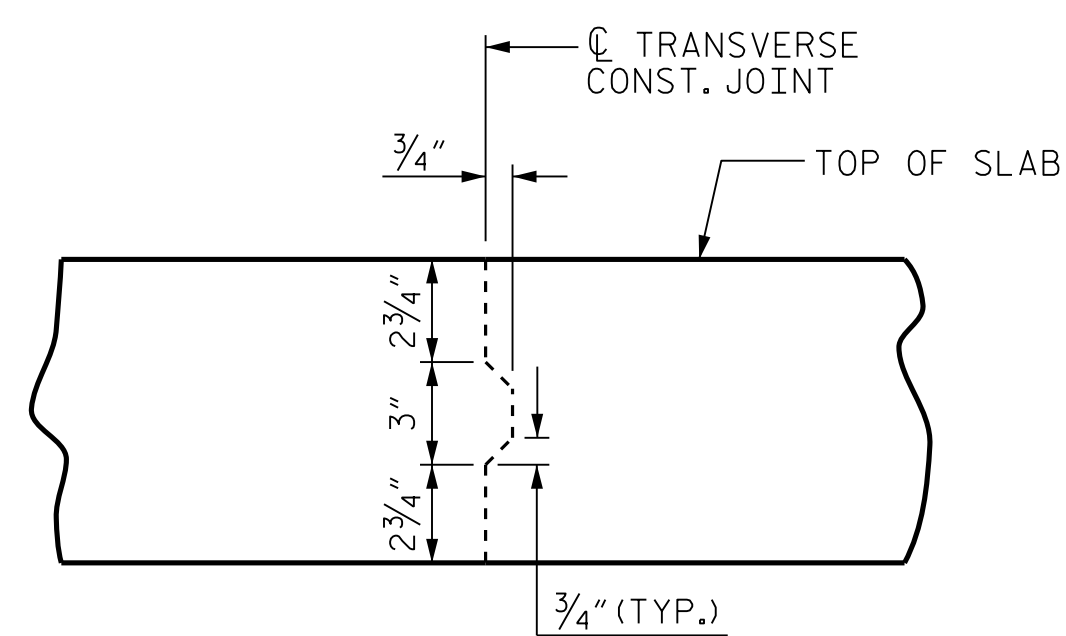 ℄ TRANSVERSE
CONST. JOINT
3/4"
TOP OF SLAB
2 3/4"
3"
2 3/4"
3/4" (TYP.)